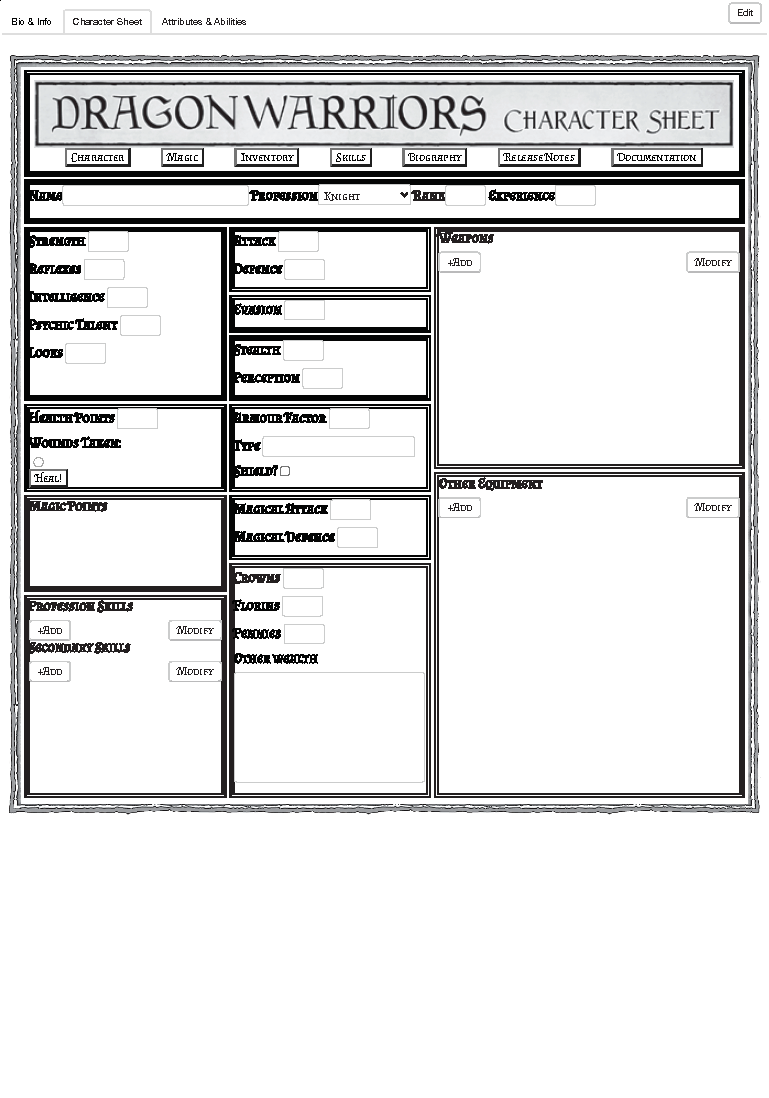 Bio & Info Character Sheet Attributes & Abilities Edit
DRAGON WARRIORS CHARACTER SHEET
CHARACTER MAGIC INVENTORY SKILLS BIOGRAPHY RELEASE NOTES DOCUMENTATION
NAME PROFESSION KNIGHT RANK EXPERIENCE
STRENGTH
REFLEXES
INTELLIGENCE
PSYCHIC TALENT
LOOKS
ATTACK
DEFENCE
EVASION
STEALTH
PERCEPTION
WEAPONS
+ADD MODIFY
HEALTH POINTS
WOUNDS TAKEN:
HEAL!
ARMOUR FACTOR
TYPE
SHIELD?
MAGIC POINTS
MAGICAL ATTACK
MAGICAL DEFENCE
OTHER EQUIPMENT
+ADD MODIFY
PROFESSION SKILLS
+ADD MODIFY
SECONDARY SKILLS
+ADD MODIFY
CROWNS
FLORINS
PENNIES
OTHER WEALTH